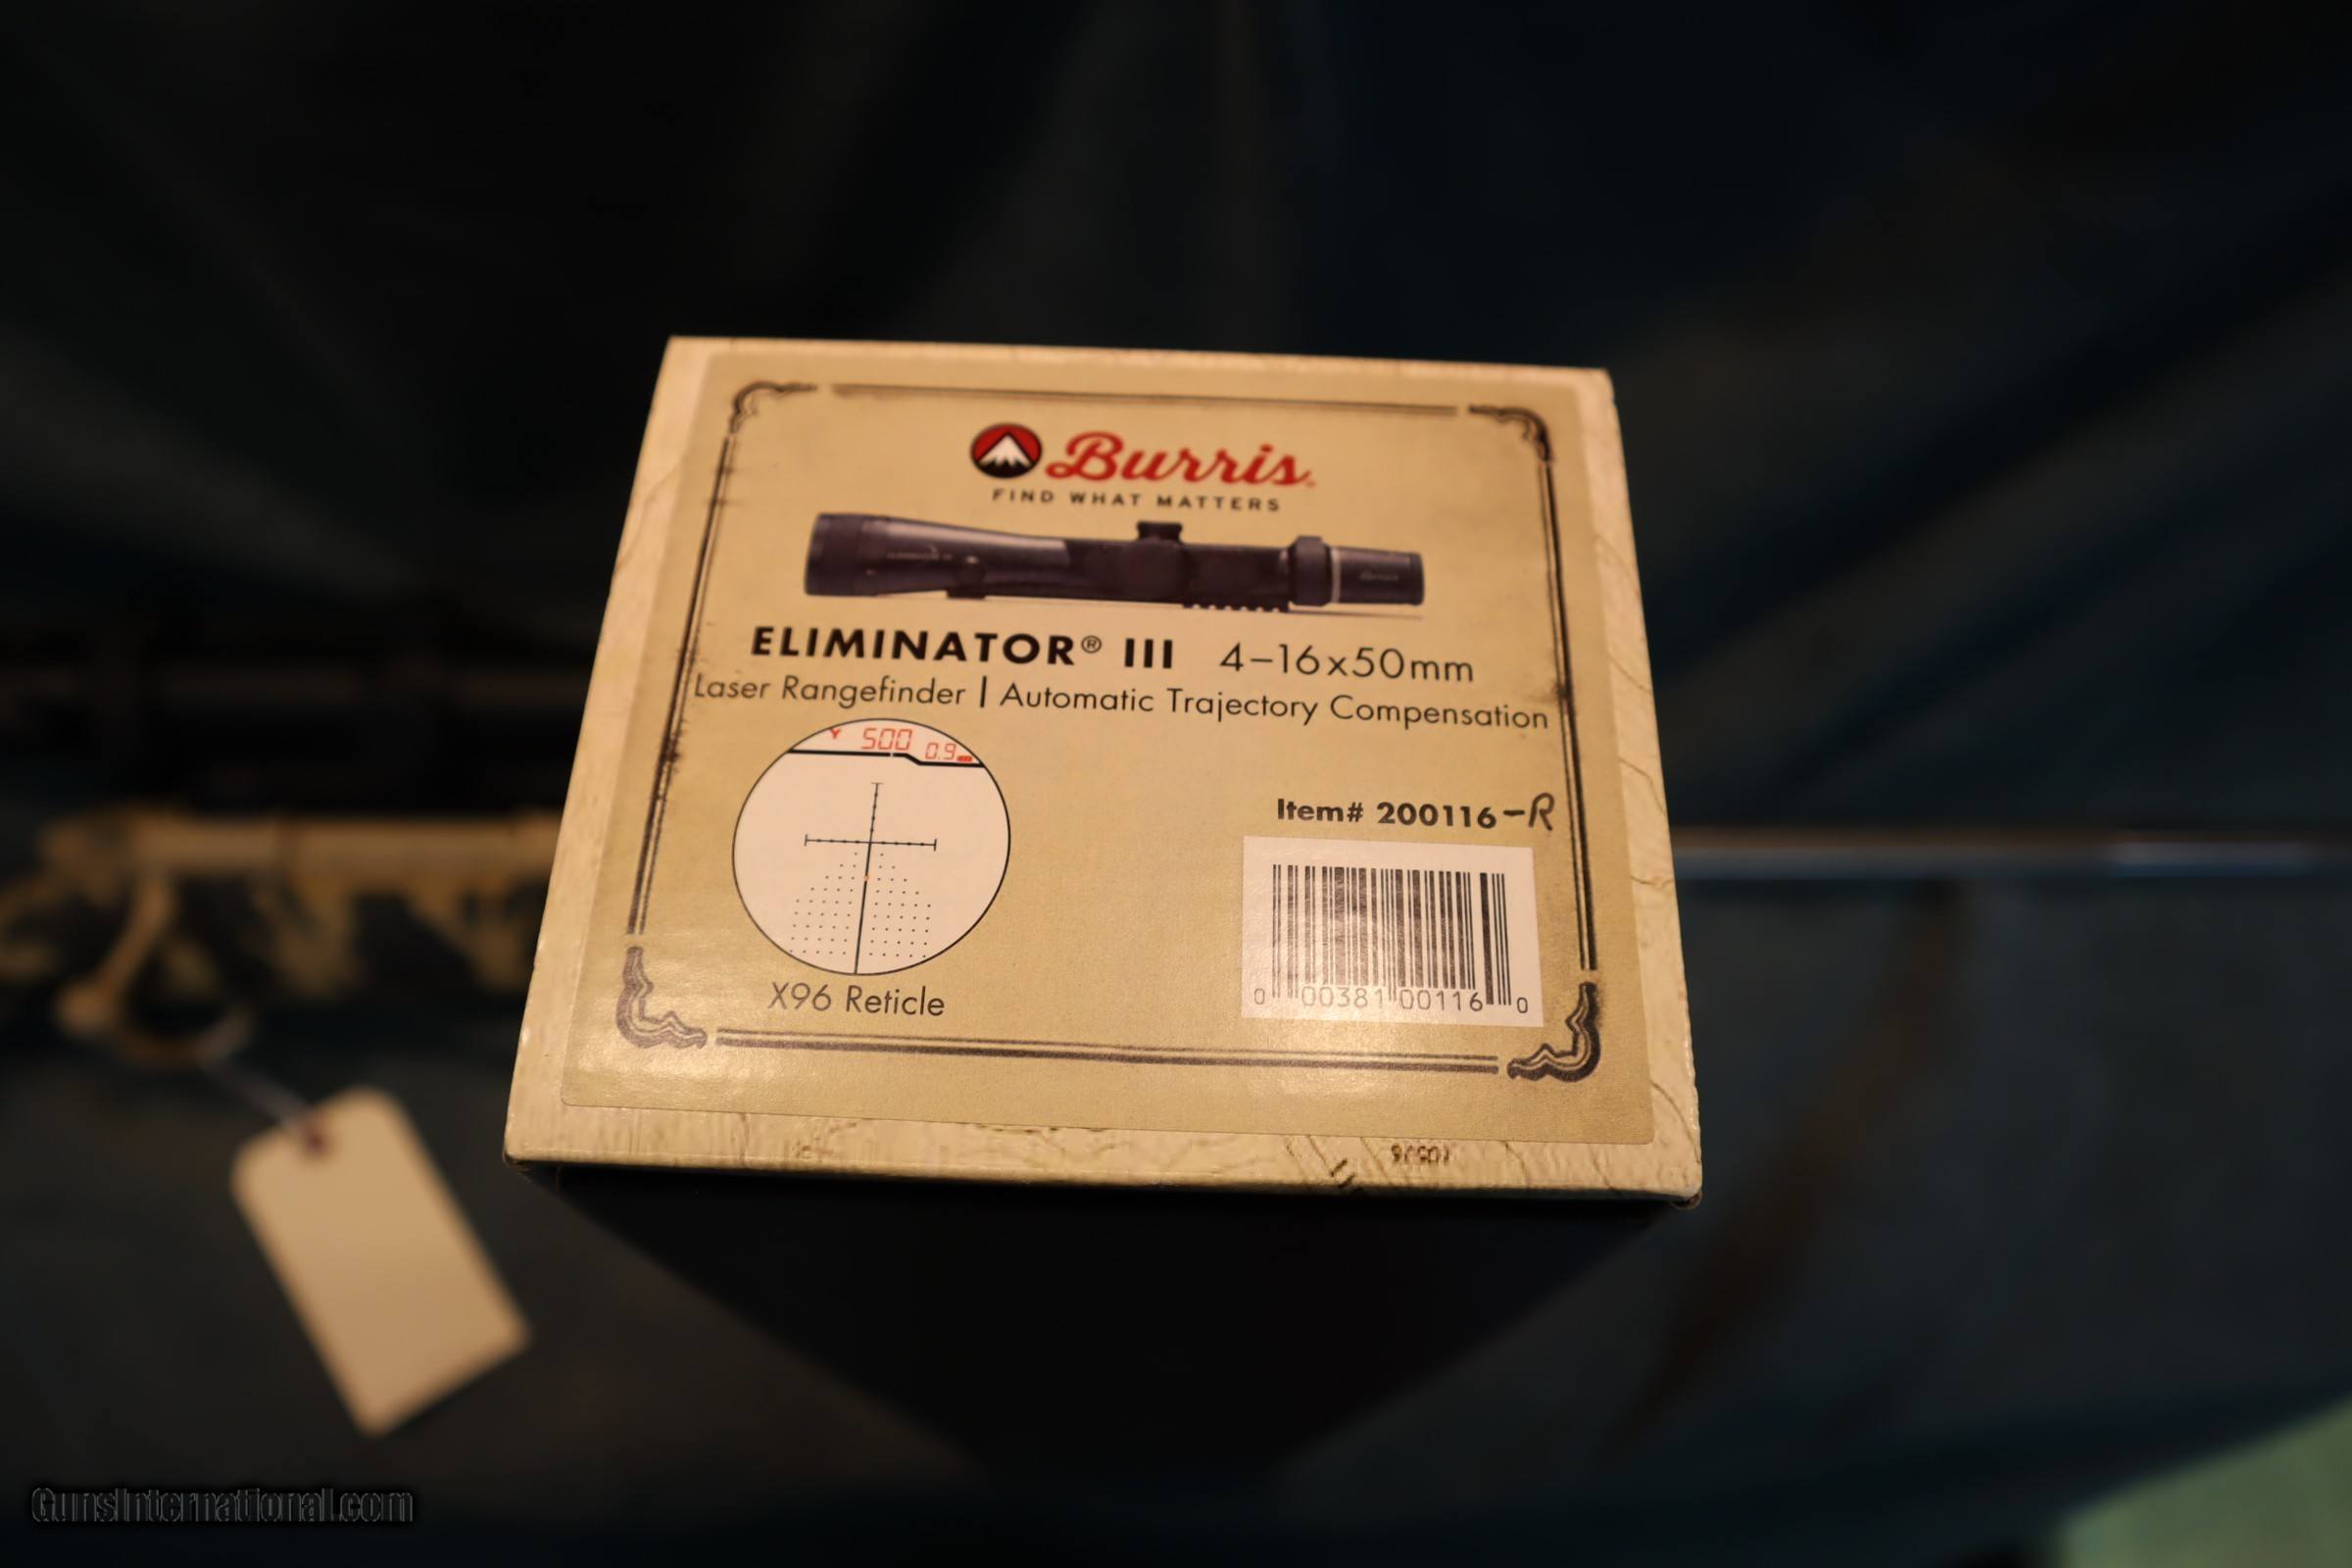 Burris
FIND WHAT MATTERS
ELIMINATOR® III 4-16x50mm
Laser Rangefinder | Automatic Trajectory Compensation
Y 500 0.9
Item# 200116-R
X96 Reticle
0 00381 00116 0
GunsInternational.com